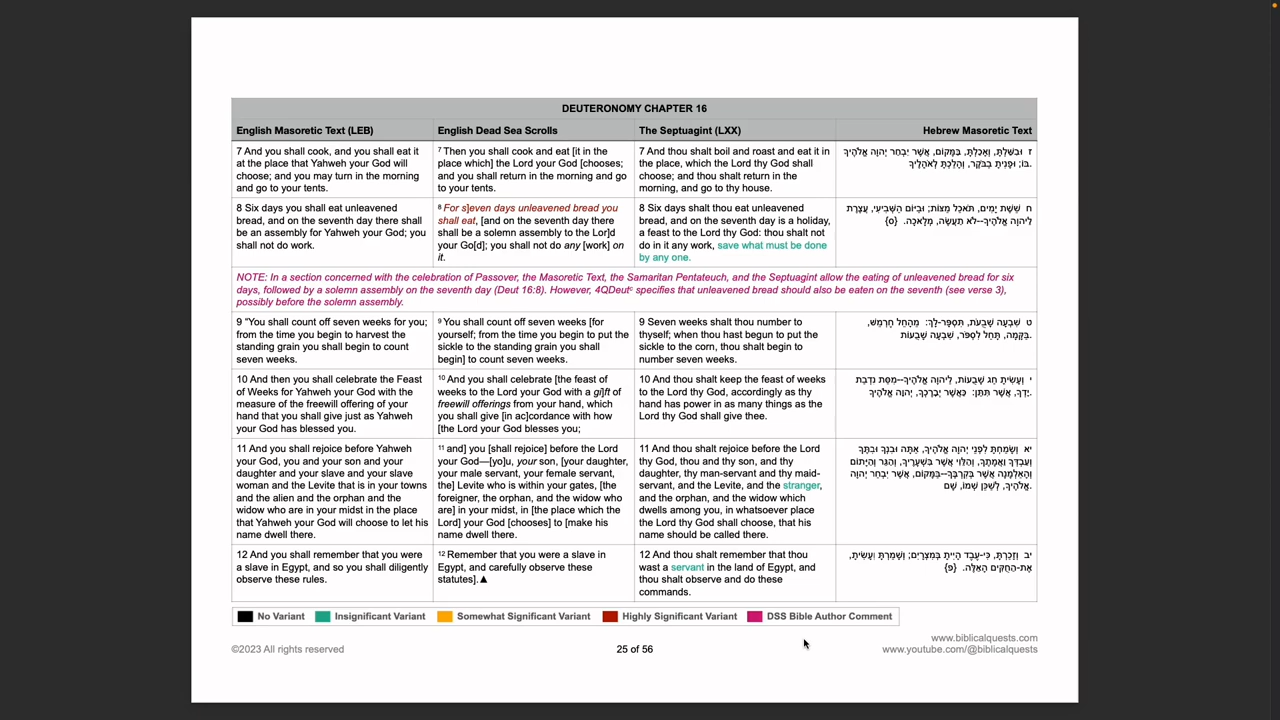 DEUTERONOMY CHAPTER 16
English Masoretic Text (LEB)
English Dead Sea Scrolls
The Septuagint (LXX)
Hebrew Masoretic Text
7 And you shall cook, and you shall eat it
at the place that Yahweh your God will
choose; and you may turn in the morning
and go to your tents.
7 Then you shall cook and eat [it in the
place which] the Lord your God [chooses;
and you shall return in the morning and go
to your tents.
7 And thou shalt boil and roast and eat it in
the place, which the Lord thy God shall
choose; and thou shalt return in the
morning, and go to thy house.
ז וּבִשַּׁלְתָּ, וְאָכַלְתָּ, בַּמָּקוֹם, אֲשֶׁר יִבְחַר יְהוָה אֱלֹהֶיךָ
בּוֹ; וּפָנִיתָ בַבֹּקֶר, וְהָלַכְתָּ לְאֹהָלֶיךָ.
8 Six days you shall eat unleavened
bread, and on the seventh day there shall
be an assembly for Yahweh your God; you
shall not do work.
8 For s]even days unleavened bread you
shall eat, [and on the seventh day there
shall be a solemn assembly to the Lor]d
your Go[d]; you shall not do any [work] on
it.
8 Six days shalt thou eat unleavened
bread, and on the seventh day is a holiday,
a feast to the Lord thy God: thou shalt not
do in it any work, save what must be done
by any one.
ח שֵׁשֶׁת יָמִים, תֹּאכַל מַצּוֹת; וּבַיּוֹם הַשְּׁבִיעִי, עֲצֶרֶת
לַיהוָה אֱלֹהֶיךָ--לֹא תַעֲשֶׂה, מְלָאכָה. {ס}
NOTE: In a section concerned with the celebration of Passover, the Masoretic Text, the Samaritan Pentateuch, and the Septuagint allow the eating of unleavened bread for six
days, followed by a solemn assembly on the seventh day (Deut 16:8). However, 4QDeutᶜ specifies that unleavened bread should also be eaten on the seventh (see verse 3),
possibly before the solemn assembly.
9 “You shall count off seven weeks for you;
from the time you begin to harvest the
standing grain you shall begin to count
seven weeks.
9 You shall count off seven weeks [for
yourself; from the time you begin to put the
sickle to the standing grain you shall
begin] to count seven weeks.
9 Seven weeks shalt thou number to
thyself; when thou hast begun to put the
sickle to the corn, thou shalt begin to
number seven weeks.
ט שִׁבְעָה שָׁבֻעֹת, תִּסְפָּר-לָךְ: מֵהָחֵל חֶרְמֵשׁ,
בַּקָּמָה, תָּחֵל לִסְפֹּר, שִׁבְעָה שָׁבֻעוֹת.
10 And then you shall celebrate the Feast
of Weeks for Yahweh your God with the
measure of the freewill offering of your
hand that you shall give just as Yahweh
your God has blessed you.
10 And you shall celebrate [the feast of
weeks to the Lord your God with a gi]ft of
freewill offerings from your hand, which
you shall give [in ac]cordance with how
[the Lord your God blesses you;
10 And thou shalt keep the feast of weeks
to the Lord thy God, accordingly as thy
hand has power in as many things as the
Lord thy God shall give thee.
י וְעָשִׂיתָ חַג שָׁבֻעוֹת, לַיהוָה אֱלֹהֶיךָ--מִסַּת נִדְבַת
יָדְךָ, אֲשֶׁר תִּתֵּן: כַּאֲשֶׁר יְבָרֶכְךָ, יְהוָה אֱלֹהֶיךָ.
11 And you shall rejoice before Yahweh
your God, you and your son and your
daughter and your slave and your slave
woman and the Levite that is in your towns
and the alien and the orphan and the
widow who are in your midst in the place
that Yahweh your God will choose to let his
name dwell there.
11 and] you [shall rejoice] before the Lord
your God—[yo]u, your son, [your daughter,
your male servant, your female servant,
the] Levite who is within your gates, [the
foreigner, the orphan, and the widow who
are] in your midst, in [the place which the
Lord] your God [chooses] to [make his
name dwell there.
11 And thou shalt rejoice before the Lord
thy God, thou and thy son, and thy
daughter, thy man-servant and thy maid-
servant, and the Levite, and the stranger,
and the orphan, and the widow which
dwells among you, in whatsoever place
the Lord thy God shall choose, that his
name should be called there.
יא וְשָׂמַחְתָּ לִפְנֵי יְהוָה אֱלֹהֶיךָ, אַתָּה וּבִנְךָ וּבִתֶּךָ
וְעַבְדְּךָ וַאֲמָתֶךָ, וְהַלֵּוִי אֲשֶׁר בִּשְׁעָרֶיךָ, וְהַגֵּר וְהַיָּתוֹם
וְהָאַלְמָנָה אֲשֶׁר בְּקִרְבֶּךָ--בַּמָּקוֹם, אֲשֶׁר יִבְחַר יְהוָה
אֱלֹהֶיךָ, לְשַׁכֵּן שְׁמוֹ, שָׁם.
12 And you shall remember that you were
a slave in Egypt, and so you shall diligently
observe these rules.
12 Remember that you were a slave in
Egypt, and carefully observe these
statutes].▲
12 And thou shalt remember that thou
wast a servant in the land of Egypt, and
thou shalt observe and do these
commands.
יב וְזָכַרְתָּ, כִּי-עֶבֶד הָיִיתָ בְּמִצְרָיִם; וְשָׁמַרְתָּ וְעָשִׂיתָ,
אֶת-הַחֻקִּים הָאֵלֶּה. {פ}
No Variant
Insignificant Variant
Somewhat Significant Variant
Highly Significant Variant
DSS Bible Author Comment
©2023 All rights reserved
25 of 56
www.biblicalquests.com
www.youtube.com/@biblicalquests